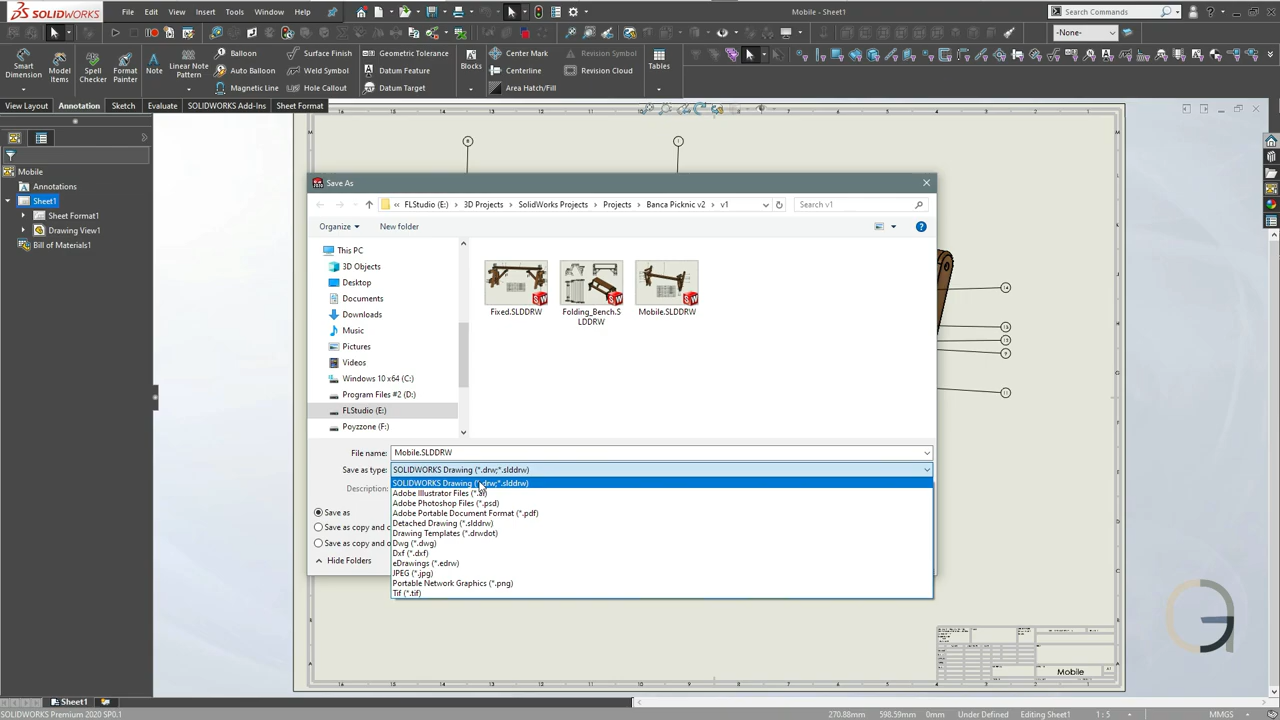 SOLIDWORKS
File
Edit
View
Insert
Tools
Window
Help
Mobile - Sheet1
Search Commands
-None-
Smart Dimension
Model Items
Spell Checker
Format Painter
Note
Linear Note Pattern
Balloon
Auto Balloon
Magnetic Line
Surface Finish
Weld Symbol
Hole Callout
Geometric Tolerance
Datum Feature
Datum Target
Blocks
Center Mark
Centerline
Area Hatch/Fill
Revision Symbol
Revision Cloud
Tables
View Layout
Annotation
Sketch
Evaluate
SOLIDWORKS Add-Ins
Sheet Format
Mobile
Annotations
Sheet1
Sheet Format1
Drawing View1
Bill of Materials1
Save As
« FLStudio (E:) › 3D Projects › SolidWorks Projects › Projects › Banca Picknic v2 › v1
Search v1
Organize
New folder
This PC
3D Objects
Desktop
Documents
Downloads
Music
Pictures
Videos
Windows 10 x64 (C:)
Program Files #2 (D:)
FLStudio (E:)
Poyzzone (F:)
Fixed.SLDDRW
Folding_Bench.SLDDRW
Mobile.SLDDRW
File name: Mobile.SLDDRW
Save as type: SOLIDWORKS Drawing (*.drw;*.slddrw)
SOLIDWORKS Drawing (*.drw;*.slddrw)
Adobe Illustrator Files (*.ai)
Adobe Photoshop Files (*.psd)
Adobe Portable Document Format (*.pdf)
Detached Drawing (*.slddrw)
Drawing Templates (*.drwdot)
Dwg (*.dwg)
Dxf (*.dxf)
eDrawings (*.edrw)
JPEG (*.jpg)
Portable Network Graphics (*.png)
Tif (*.tif)
Description:
Save as
Save as copy and c
Save as copy and o
Hide Folders
Mobile
Sheet1
SOLIDWORKS Premium 2020 SP0.1
270.88mm
598.59mm
0mm
Under Defined
Editing Sheet1
1 : 5
MMGS